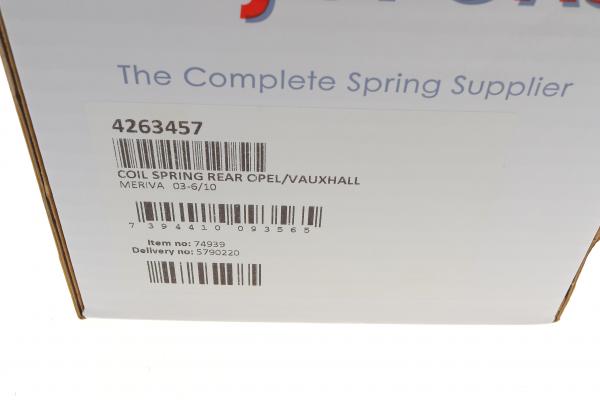 The Complete Spring Supplier
4263457
COIL SPRING REAR OPEL/VAUXHALL
MERIVA 03-6/10
7 394410 093565
Item no: 74939
Delivery no: 5790220